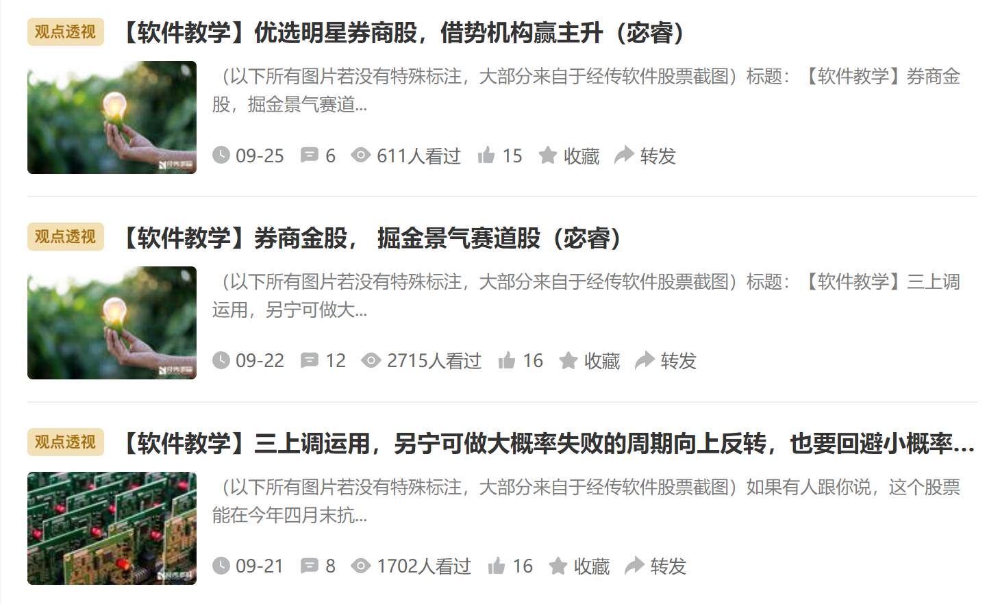 观点透视 【软件教学】优选明星券商股，借势机构赢主升（宓睿）
（以下所有图片若没有特殊标注，大部分来自于经传软件股票截图）标题：【软件教学】券商金
股，掘金景气赛道...
09-25 6 611人看过 15 收藏 转发
观点透视 【软件教学】券商金股， 掘金景气赛道股（宓睿）
（以下所有图片若没有特殊标注，大部分来自于经传软件股票截图）标题：【软件教学】三上调
运用，另宁可做大...
09-22 12 2715人看过 16 收藏 转发
观点透视 【软件教学】三上调运用，另宁可做大概率失败的周期向上反转，也要回避小概率...
（以下所有图片若没有特殊标注，大部分来自于经传软件股票截图）如果有人跟你说，这个股票
能在今年四月末抗...
09-21 8 1702人看过 16 收藏 转发